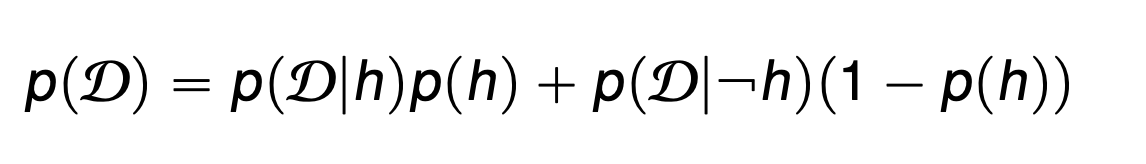 p(𝒟) = p(𝒟|h)p(h) + p(𝒟|¬h)(1 − p(h))